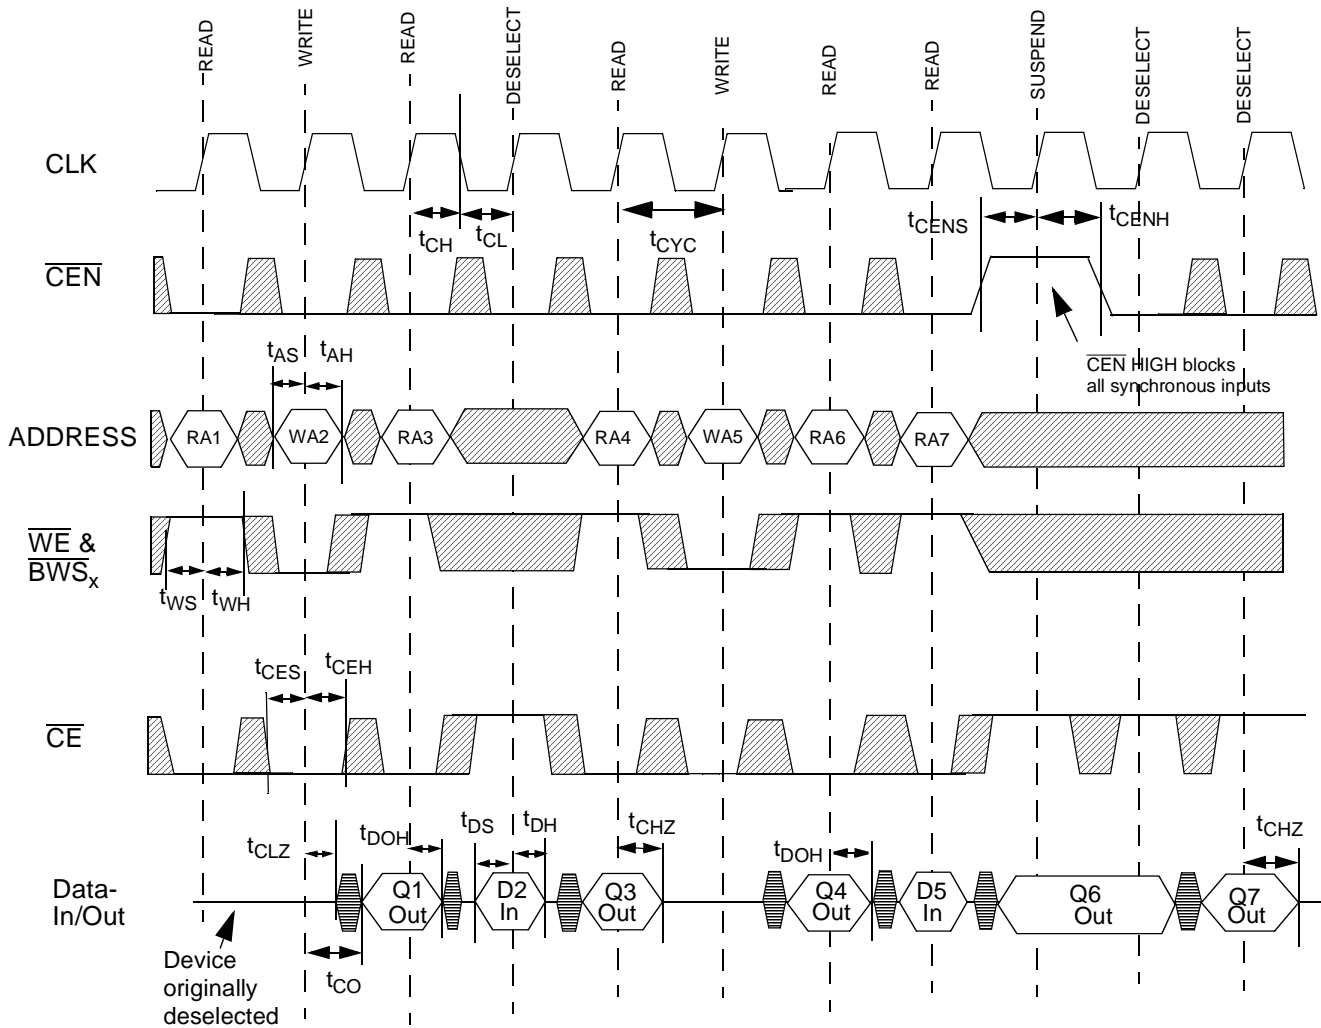 READ
WRITE
READ
DESELECT
READ
WRITE
READ
READ
SUSPEND
DESELECT
DESELECT
CLK
tCH
tCL
tCYC
tCENS
tCENH
CEN
CEN HIGH blocks
all synchronous inputs
tAS
tAH
ADDRESS
RA1
WA2
RA3
RA4
WA5
RA6
RA7
WE &
BWSx
tWS
tWH
tCES
tCEH
CE
tCLZ
tDOH
tDS
tDH
tCHZ
tDOH
tCHZ
Data-
In/Out
Q1
Out
D2
In
Q3
Out
Q4
Out
D5
In
Q6
Out
Q7
Out
tCO
Device
originally
deselected